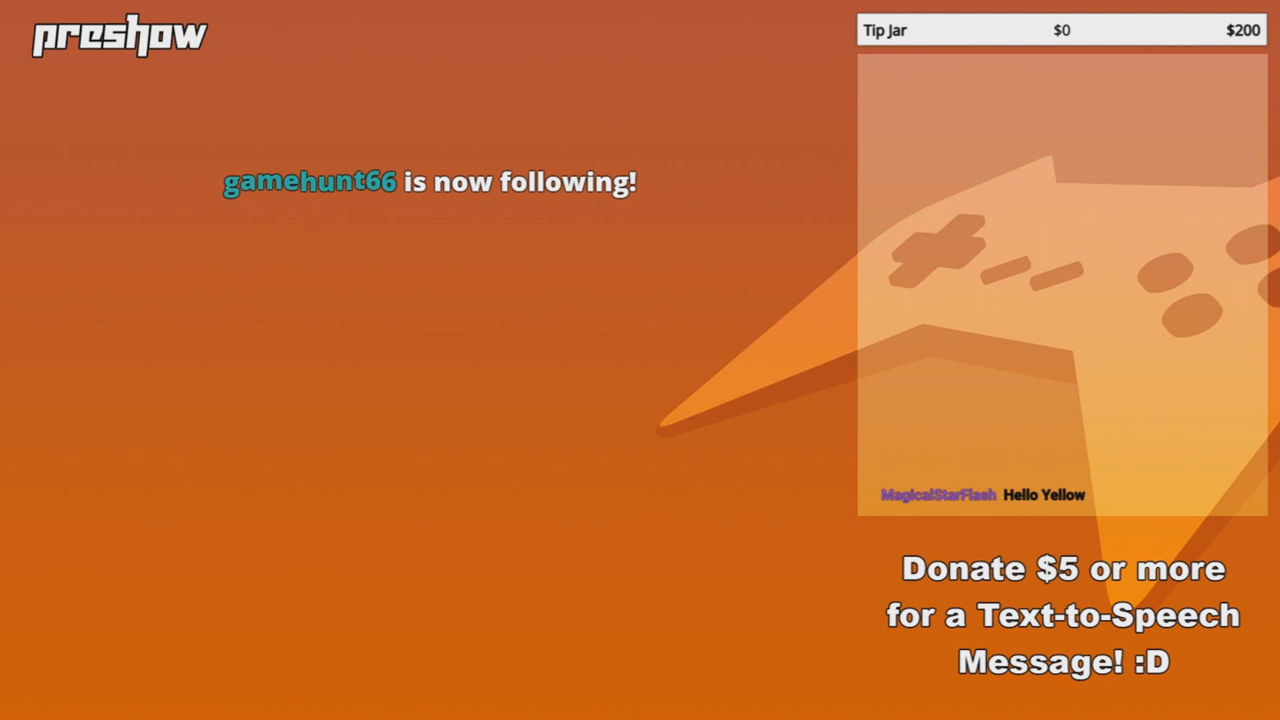 preshow
Tip Jar $0 $200
gamehunt66 is now following!
MagicalStarFlash Hello Yellow
Donate $5 or more
for a Text-to-Speech
Message! :D